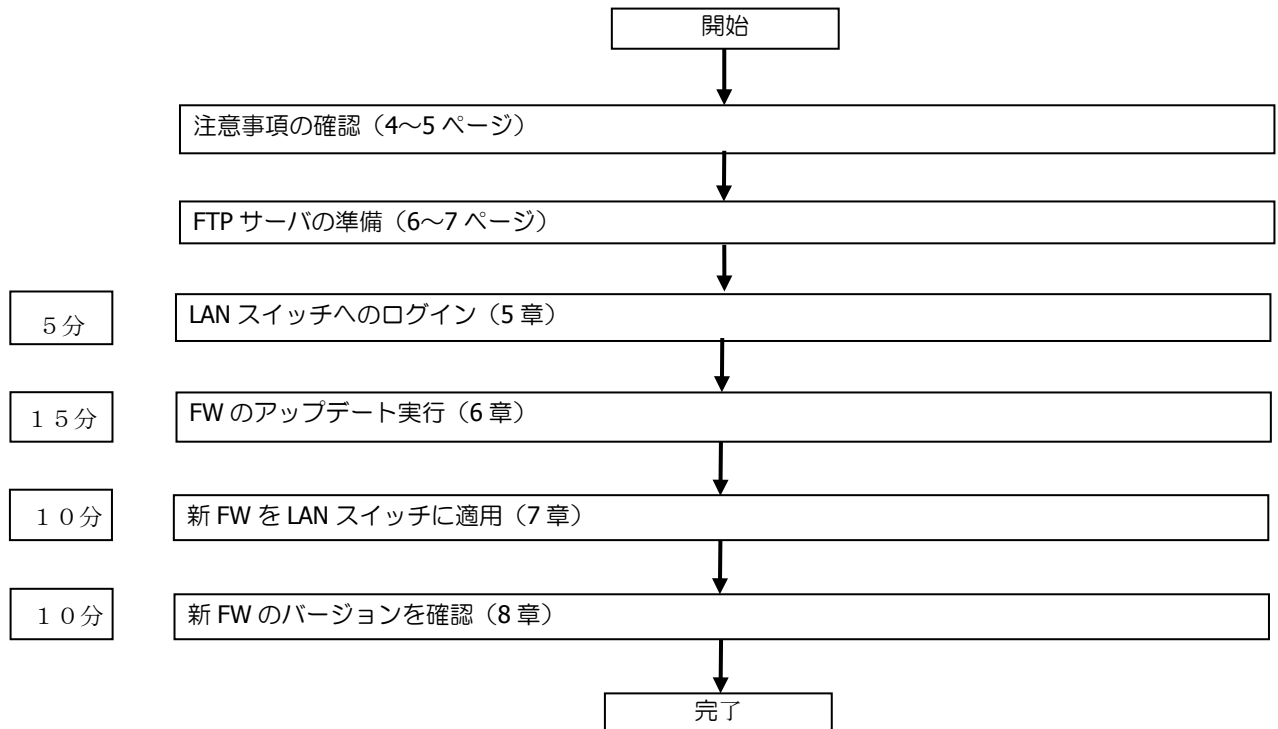 開始
注意事項の確認（4～5 ページ）
FTP サーバの準備（6～7 ページ）
5分
LAN スイッチへのログイン（5 章）
１５分
FW のアップデート実行（6 章）
１０分
新 FW を LAN スイッチに適用（7 章）
１０分
新 FW のバージョンを確認（8 章）
完了